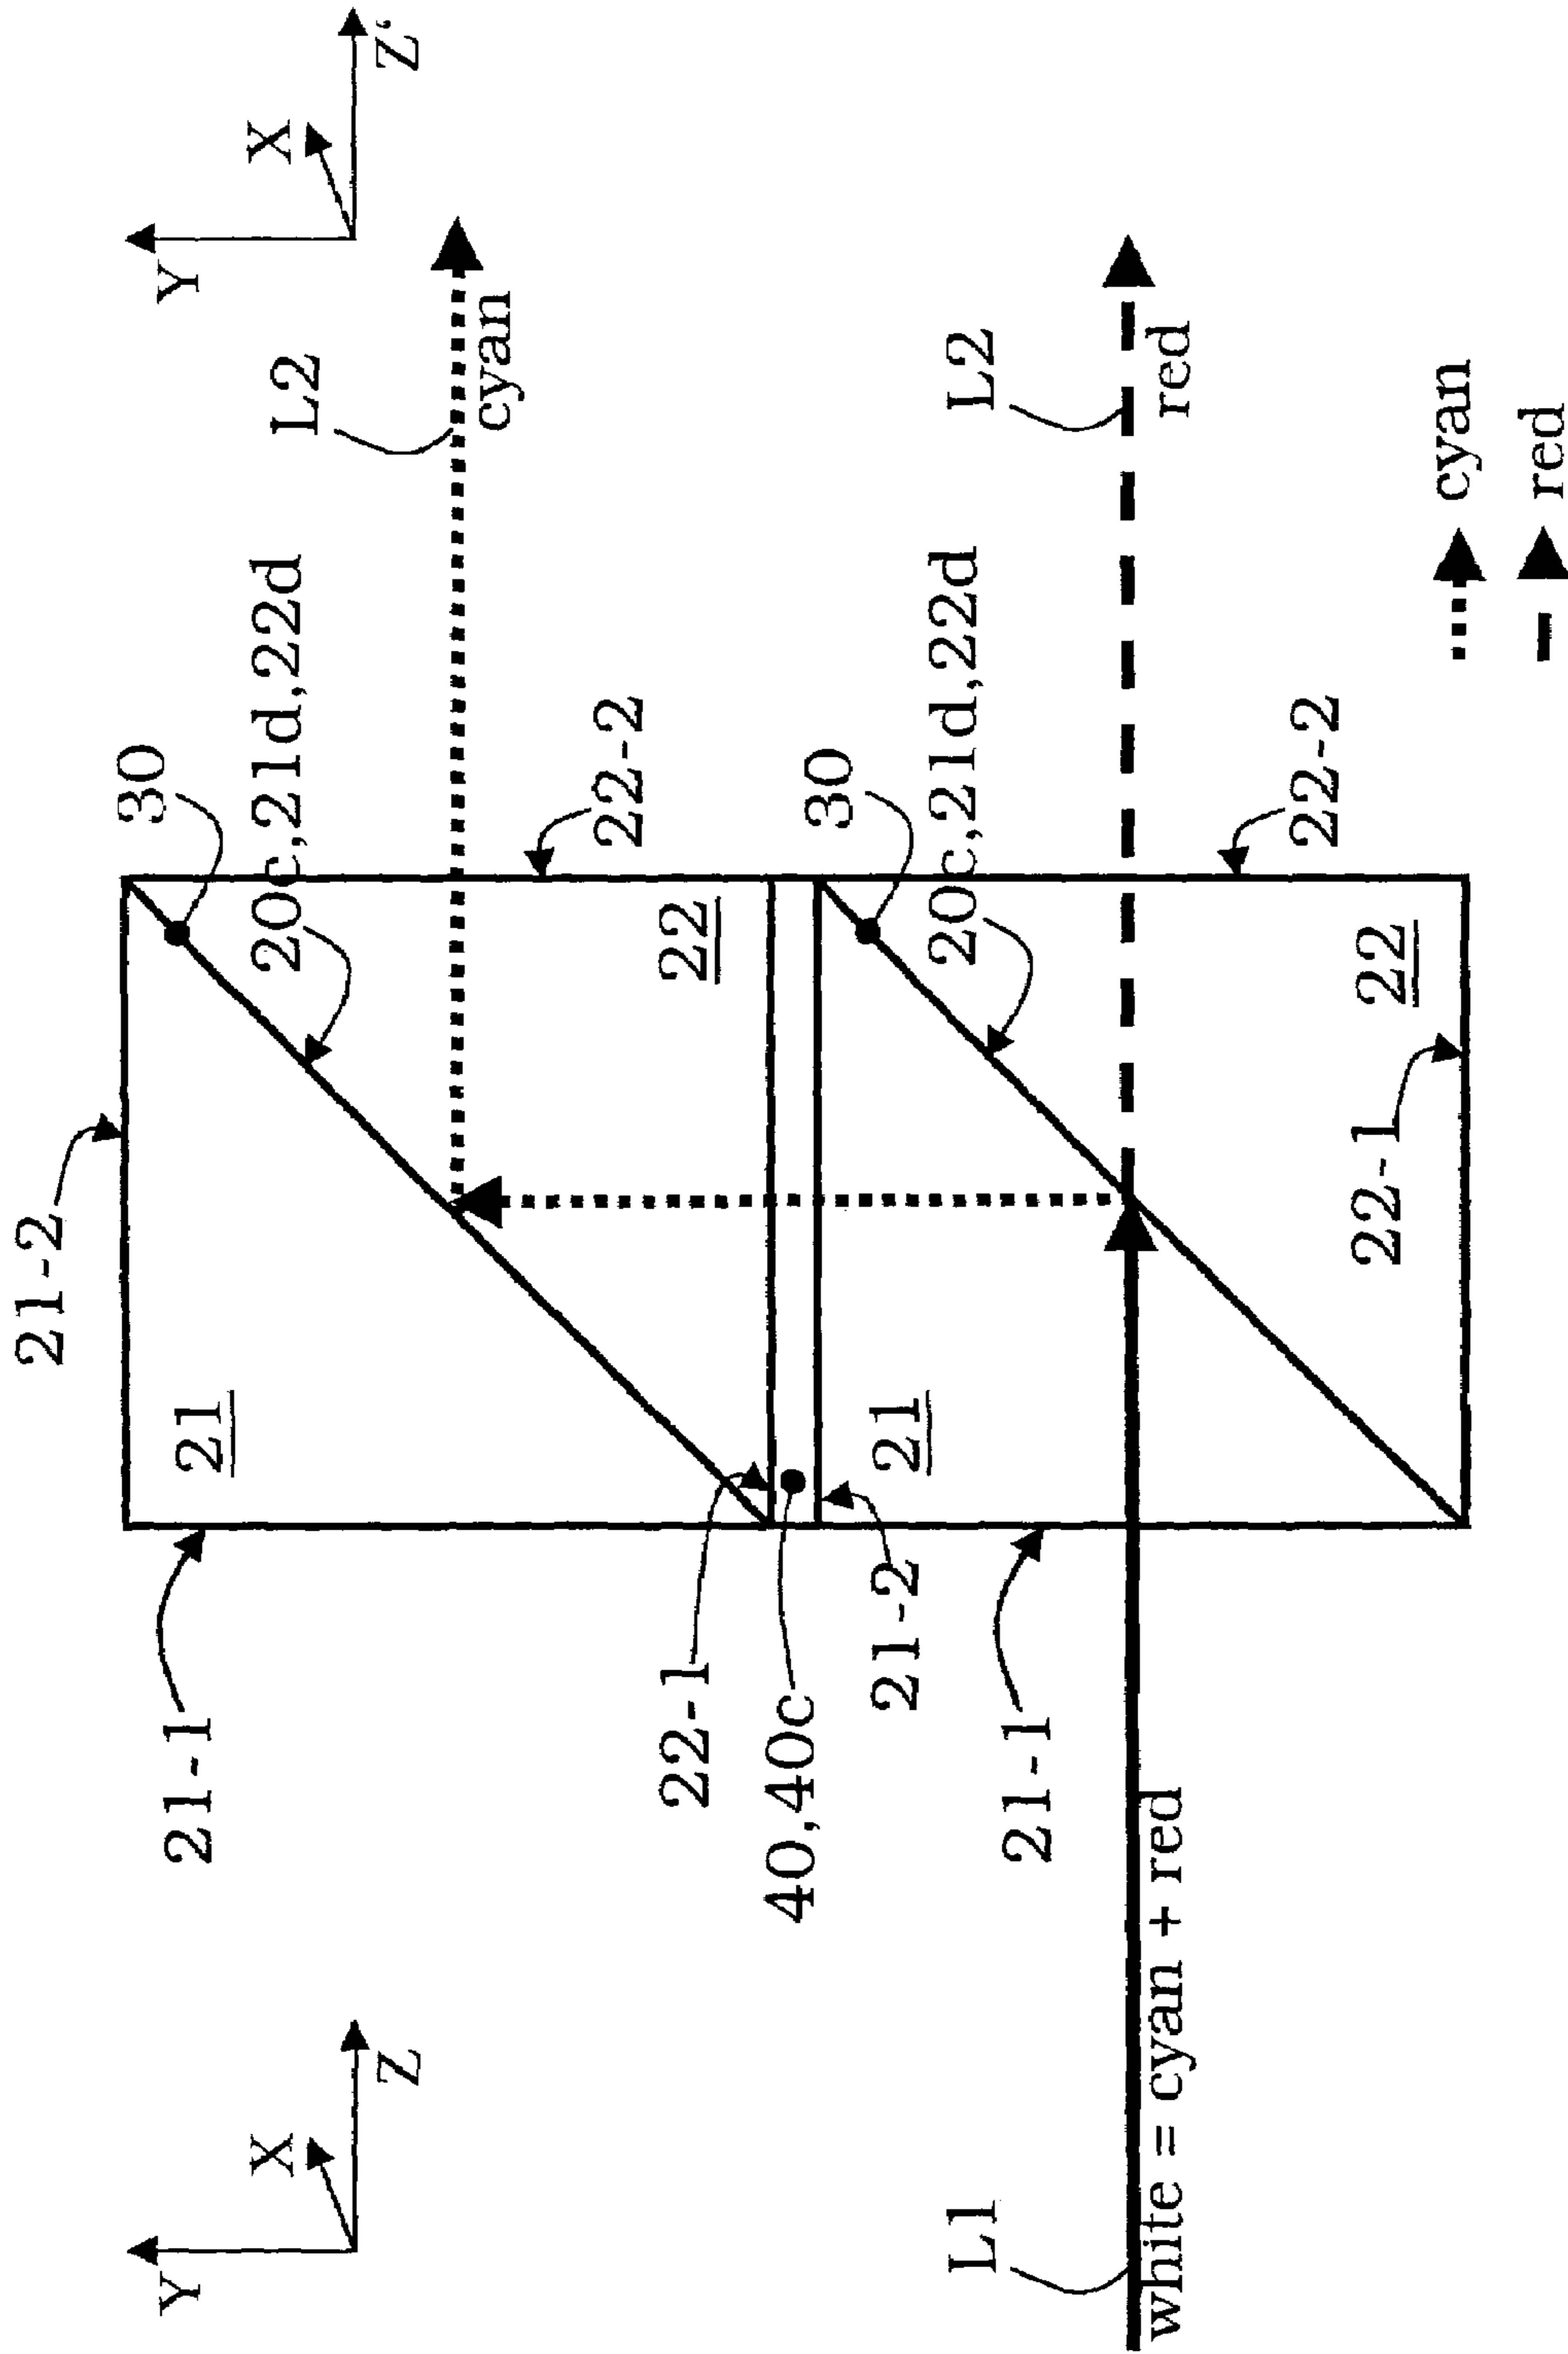 21-2
30
Y
21-1
21
Y
X
20c,21d,22d
X
L2
Z
Z'
cyan
22-2
22-1
22
40,40c
30
21-2
21
20c,21d,22d
L1
L2
21-1
white = cyan + red
red
22-2
22-1
22
cyan
red